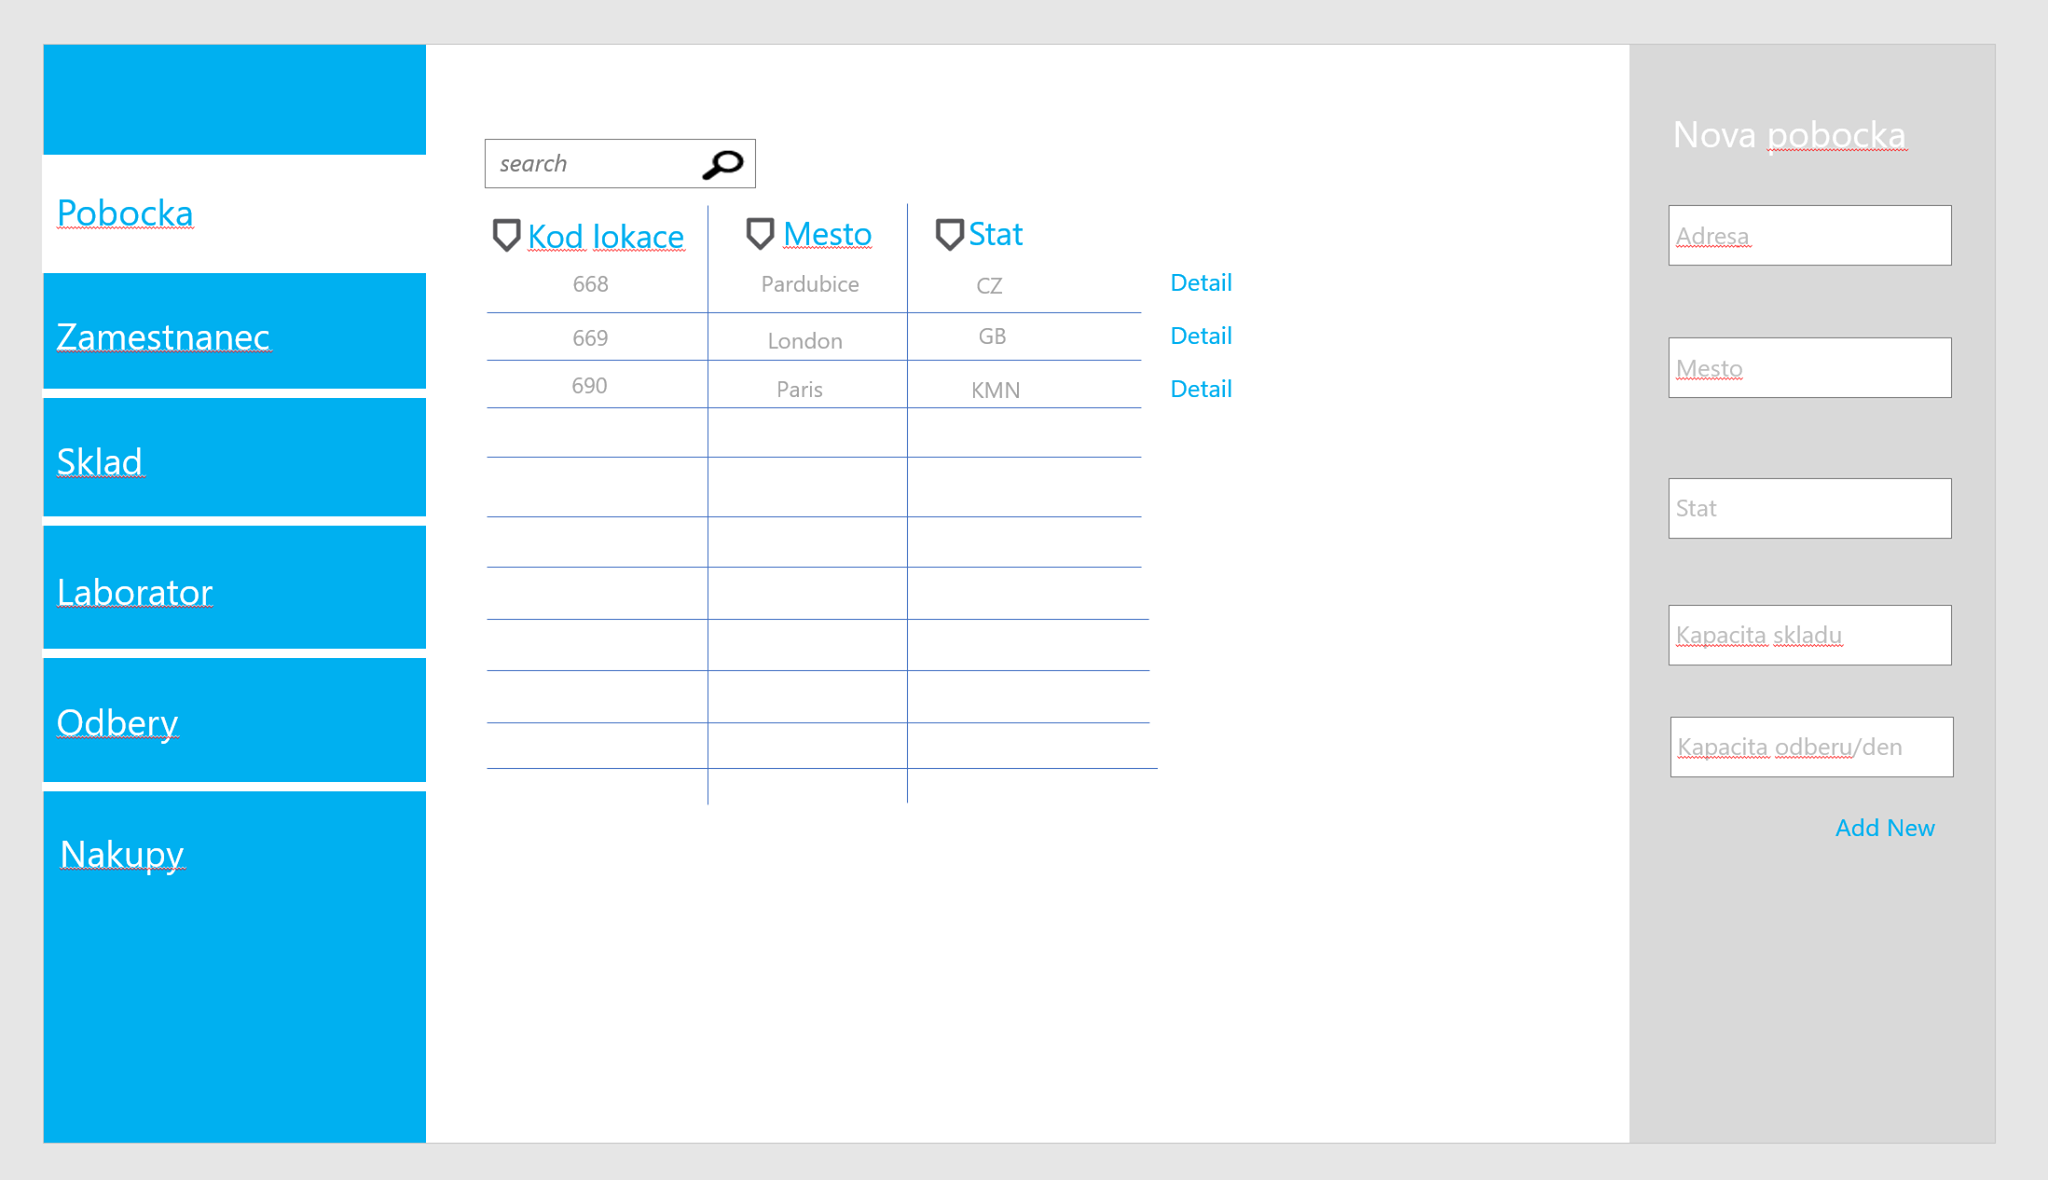 Pobocka
Zamestnanec
Sklad
Laborator
Odbery
Nakupy
search
Kod lokace Mesto Stat
668 Pardubice CZ Detail
669 London GB Detail
690 Paris KMN Detail
Nova pobocka
Adresa
Mesto
Stat
Kapacita skladu
Kapacita odberu/den
Add New